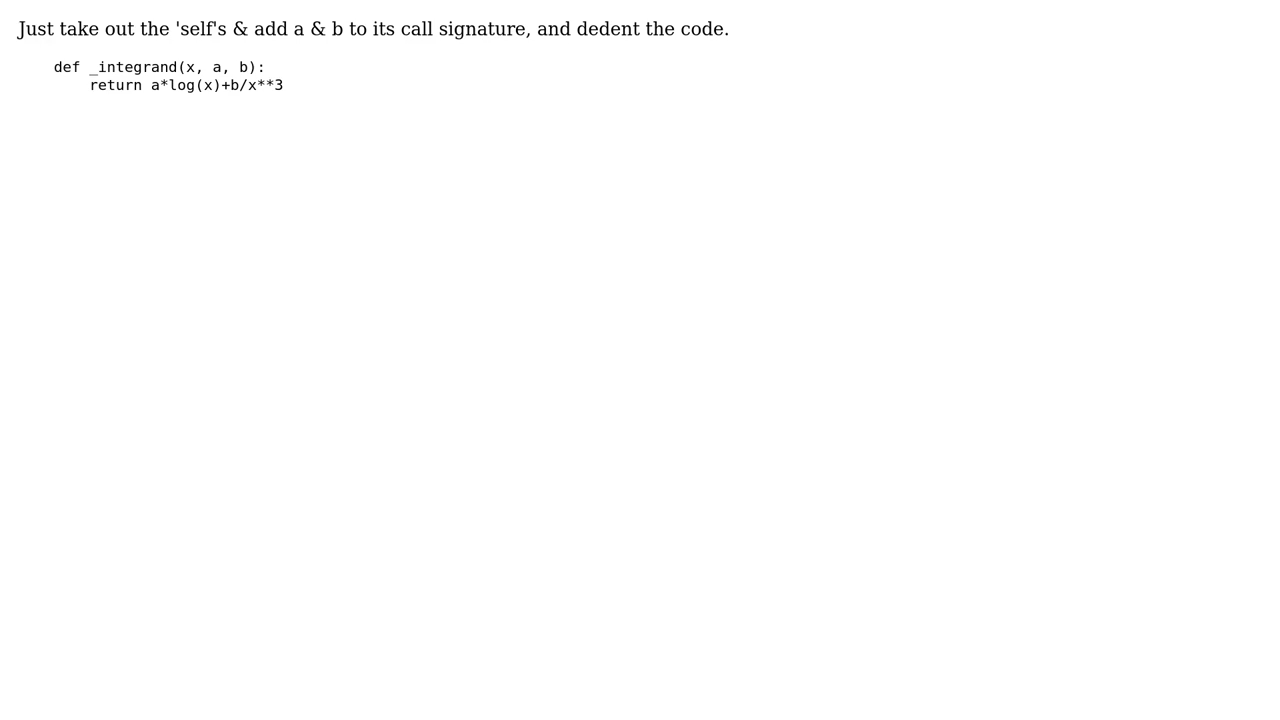 Just take out the 'self's & add a & b to its call signature, and dedent the code.
def _integrand(x, a, b):
    return a*log(x)+b/x**3